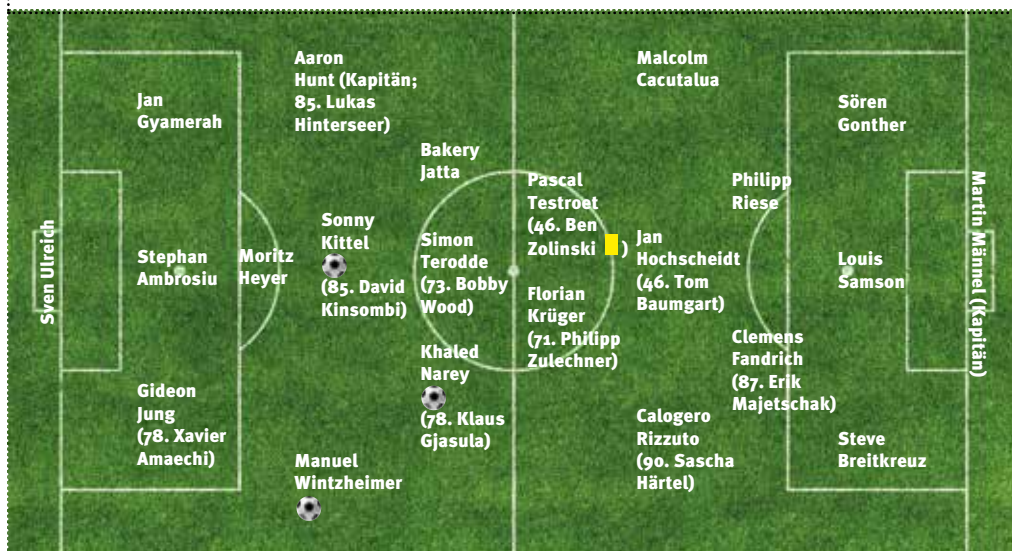 Sven Ulreich
Jan
Gyamerah
Stephan
Ambrosiu
Gideon
Jung
(78. Xavier
Amaechi)
Moritz
Heyer
Aaron
Hunt (Kapitän;
85. Lukas
Hinterseer)
Sonny
Kittel
(85. David
Kinsombi)
Manuel
Wintzheimer
Bakery
Jatta
Simon
Terodde
(73. Bobby
Wood)
Khaled
Narey
(78. Klaus
Gjasula)
Pascal
Testroet
(46. Ben
Zolinski )
Florian
Krüger
(71. Philipp
Zulechner)
Malcolm
Cacutalua
Jan
Hochscheidt
(46. Tom
Baumgart)
Calogero
Rizzuto
(90. Sascha
Härtel)
Philipp
Riese
Clemens
Fandrich
(87. Erik
Majetschak)
Sören
Gonther
Louis
Samson
Steve
Breitkreuz
Martin Männel (Kapitän)